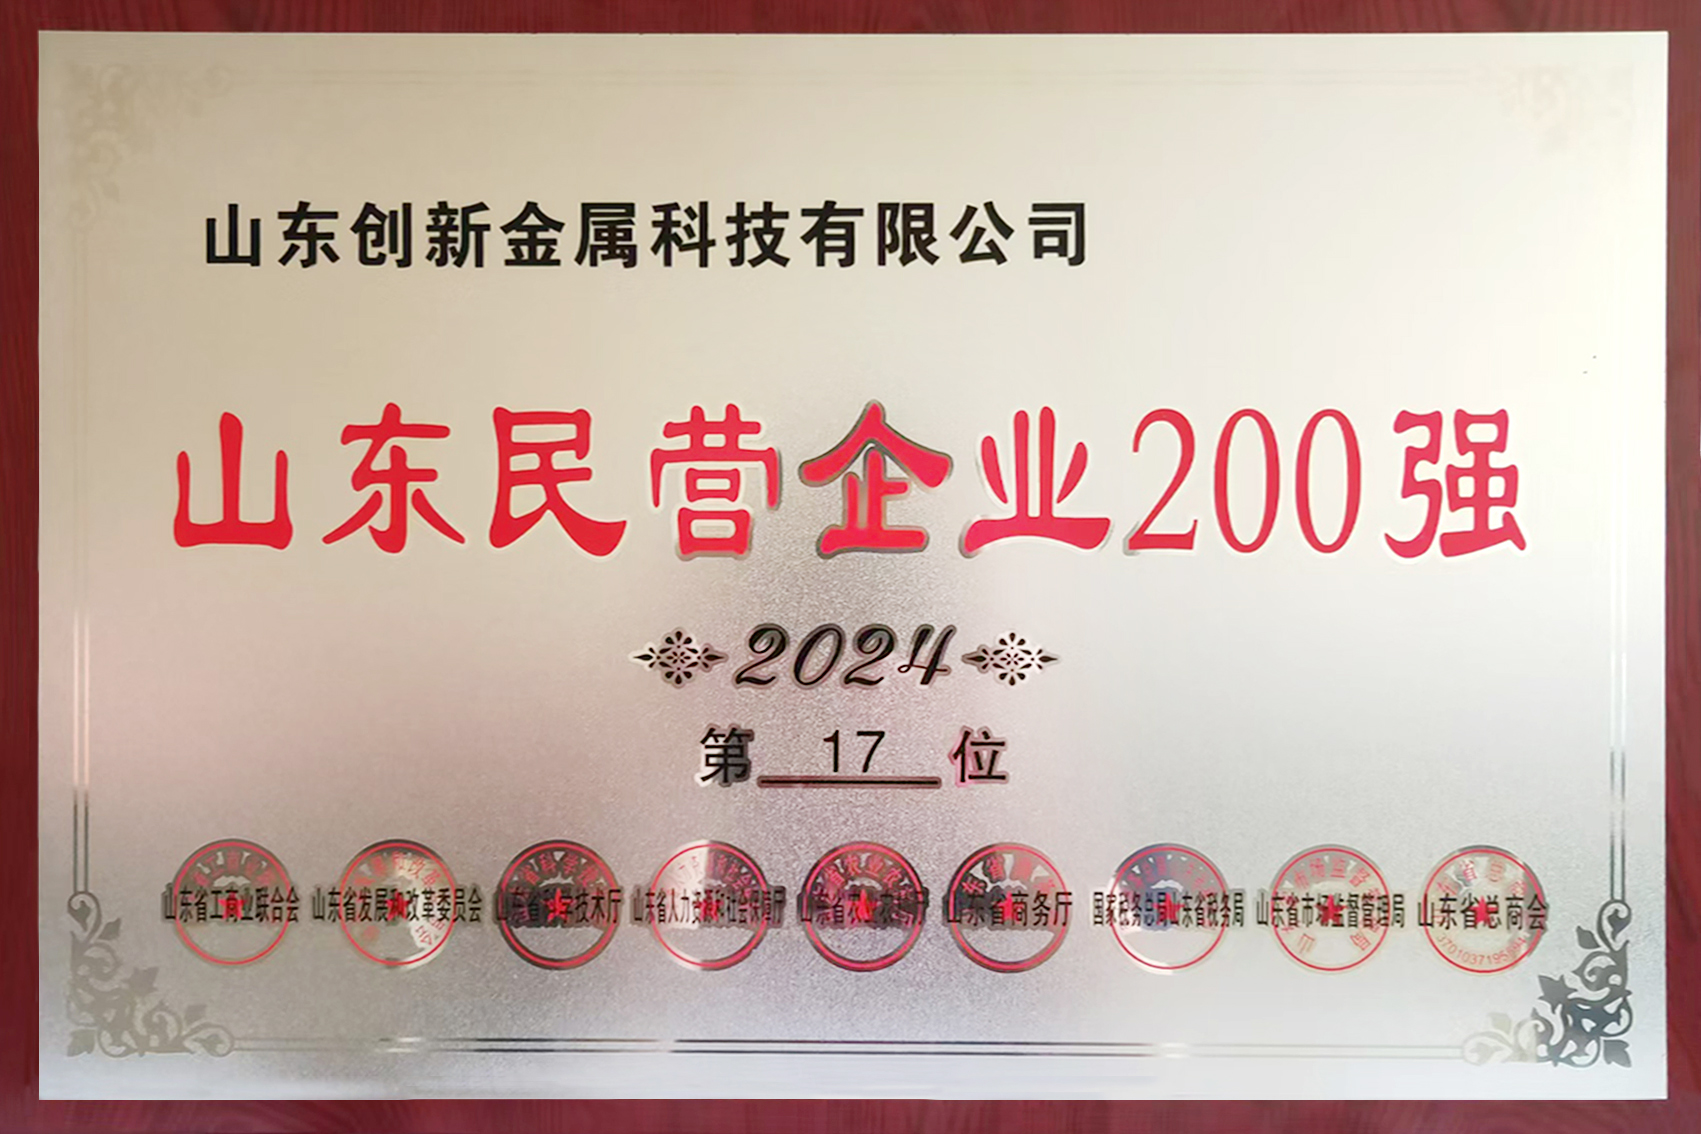 山东创新金属科技有限公司
山东民营企业200强
2024
第 17 位
山东省工商业联合会 山东省发展和改革委员会 山东省科学技术厅 山东省人力资源和社会保障厅 山东省农业农村厅 山东省商务厅 国家税务总局山东省税务局 山东省市场监督管理局 山东省总商会